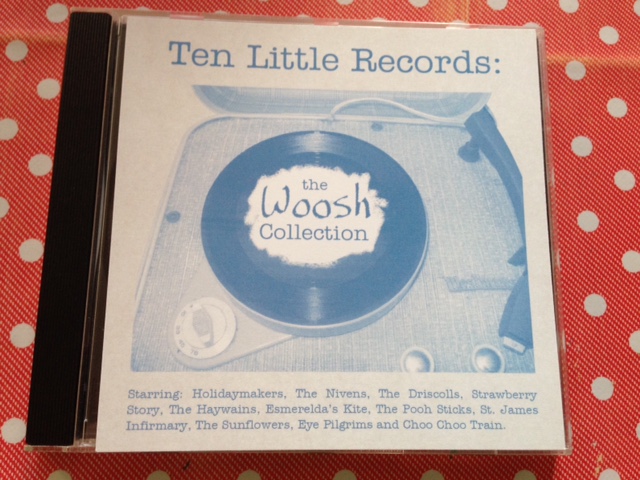 Ten Little Records:
the
Woosh
Collection
Starring: Holidaymakers, The Nivens, The Driscolls, Strawberry
Story, The Haywains, Esmerelda's Kite, The Pooh Sticks, St. James
Infirmary, The Sunflowers, Eye Pilgrims and Choo Choo Train.